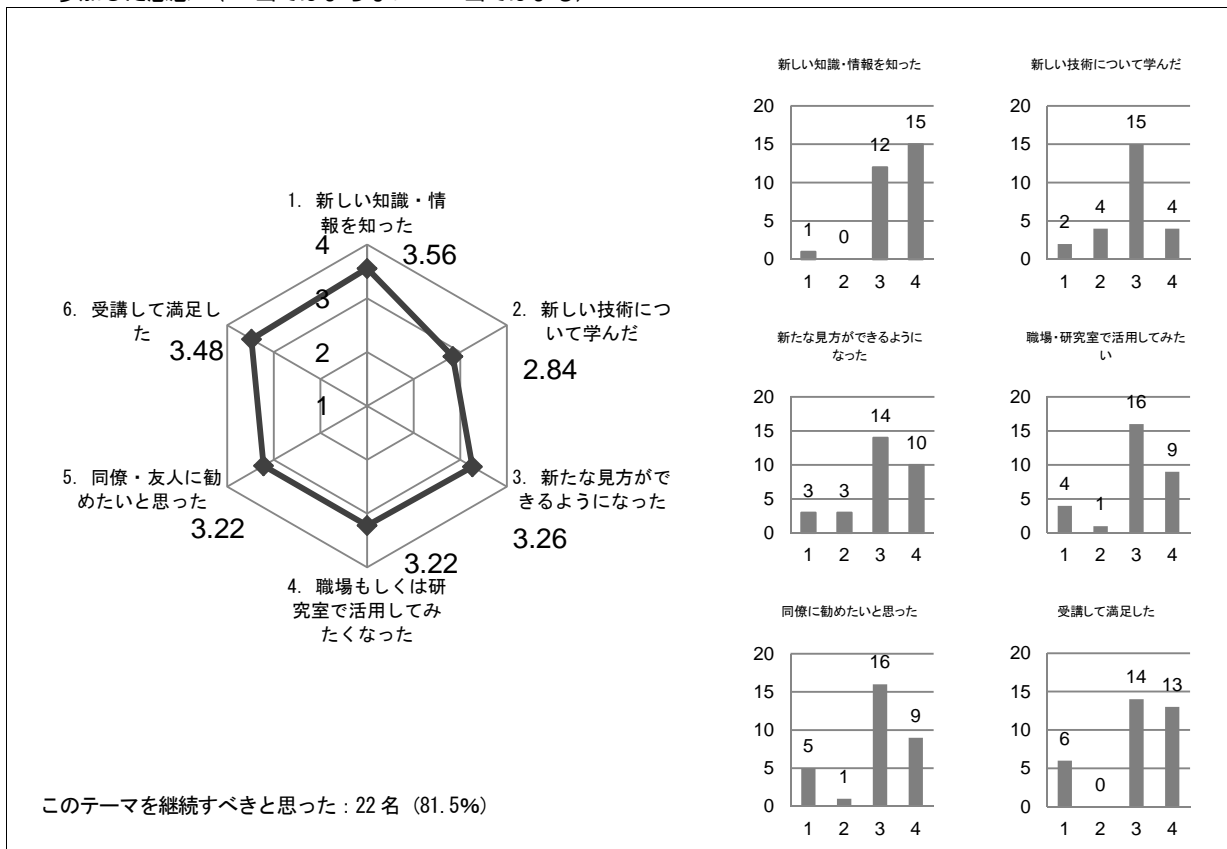 1. 新しい知識・情
報を知った
3.56
4
3
2
1
2. 新しい技術につ
いて学んだ
2.84
3. 新たな見方がで
きるようになった
3.26
3.22
4. 職場もしくは研
究室で活用してみ
たくなった
5. 同僚・友人に勧
めたいと思った
3.22
6. 受講して満足し
た
3.48
このテーマを継続すべきと思った：22 名 (81.5%)
新しい知識・情報を知った
20
15
10
5
0
1
0
12
15
1 2 3 4
新しい技術について学んだ
20
15
10
5
0
2
4
15
4
1 2 3 4
新たな見方ができるように
なった
20
15
10
5
0
3
3
14
10
1 2 3 4
職場・研究室で活用してみた
い
20
15
10
5
0
4
1
16
9
1 2 3 4
同僚に勧めたいと思った
20
15
10
5
0
5
1
16
9
1 2 3 4
受講して満足した
20
15
10
5
0
6
0
14
13
1 2 3 4